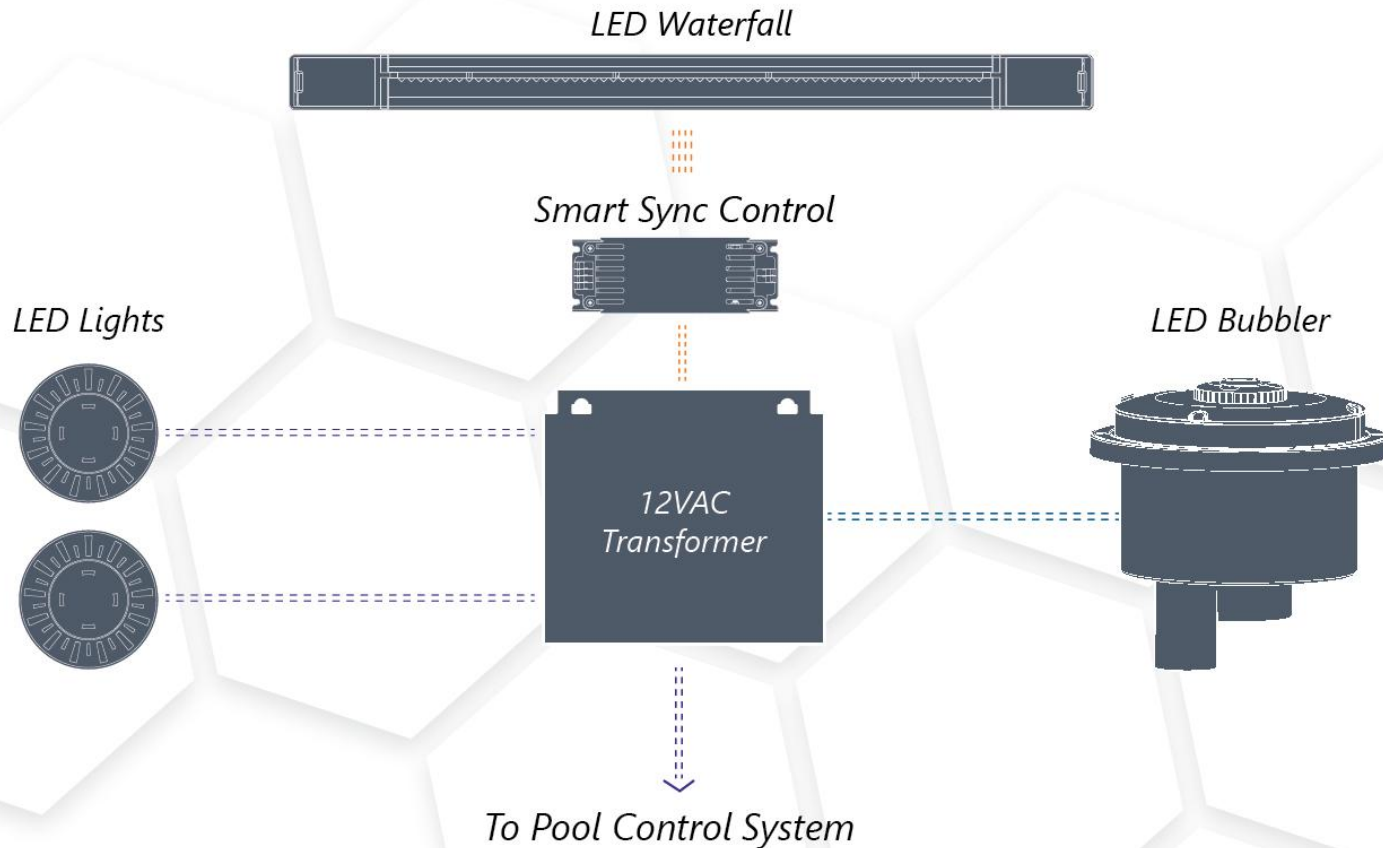 LED Waterfall
Smart Sync Control
LED Lights
LED Bubbler
12VAC
Transformer
To Pool Control System